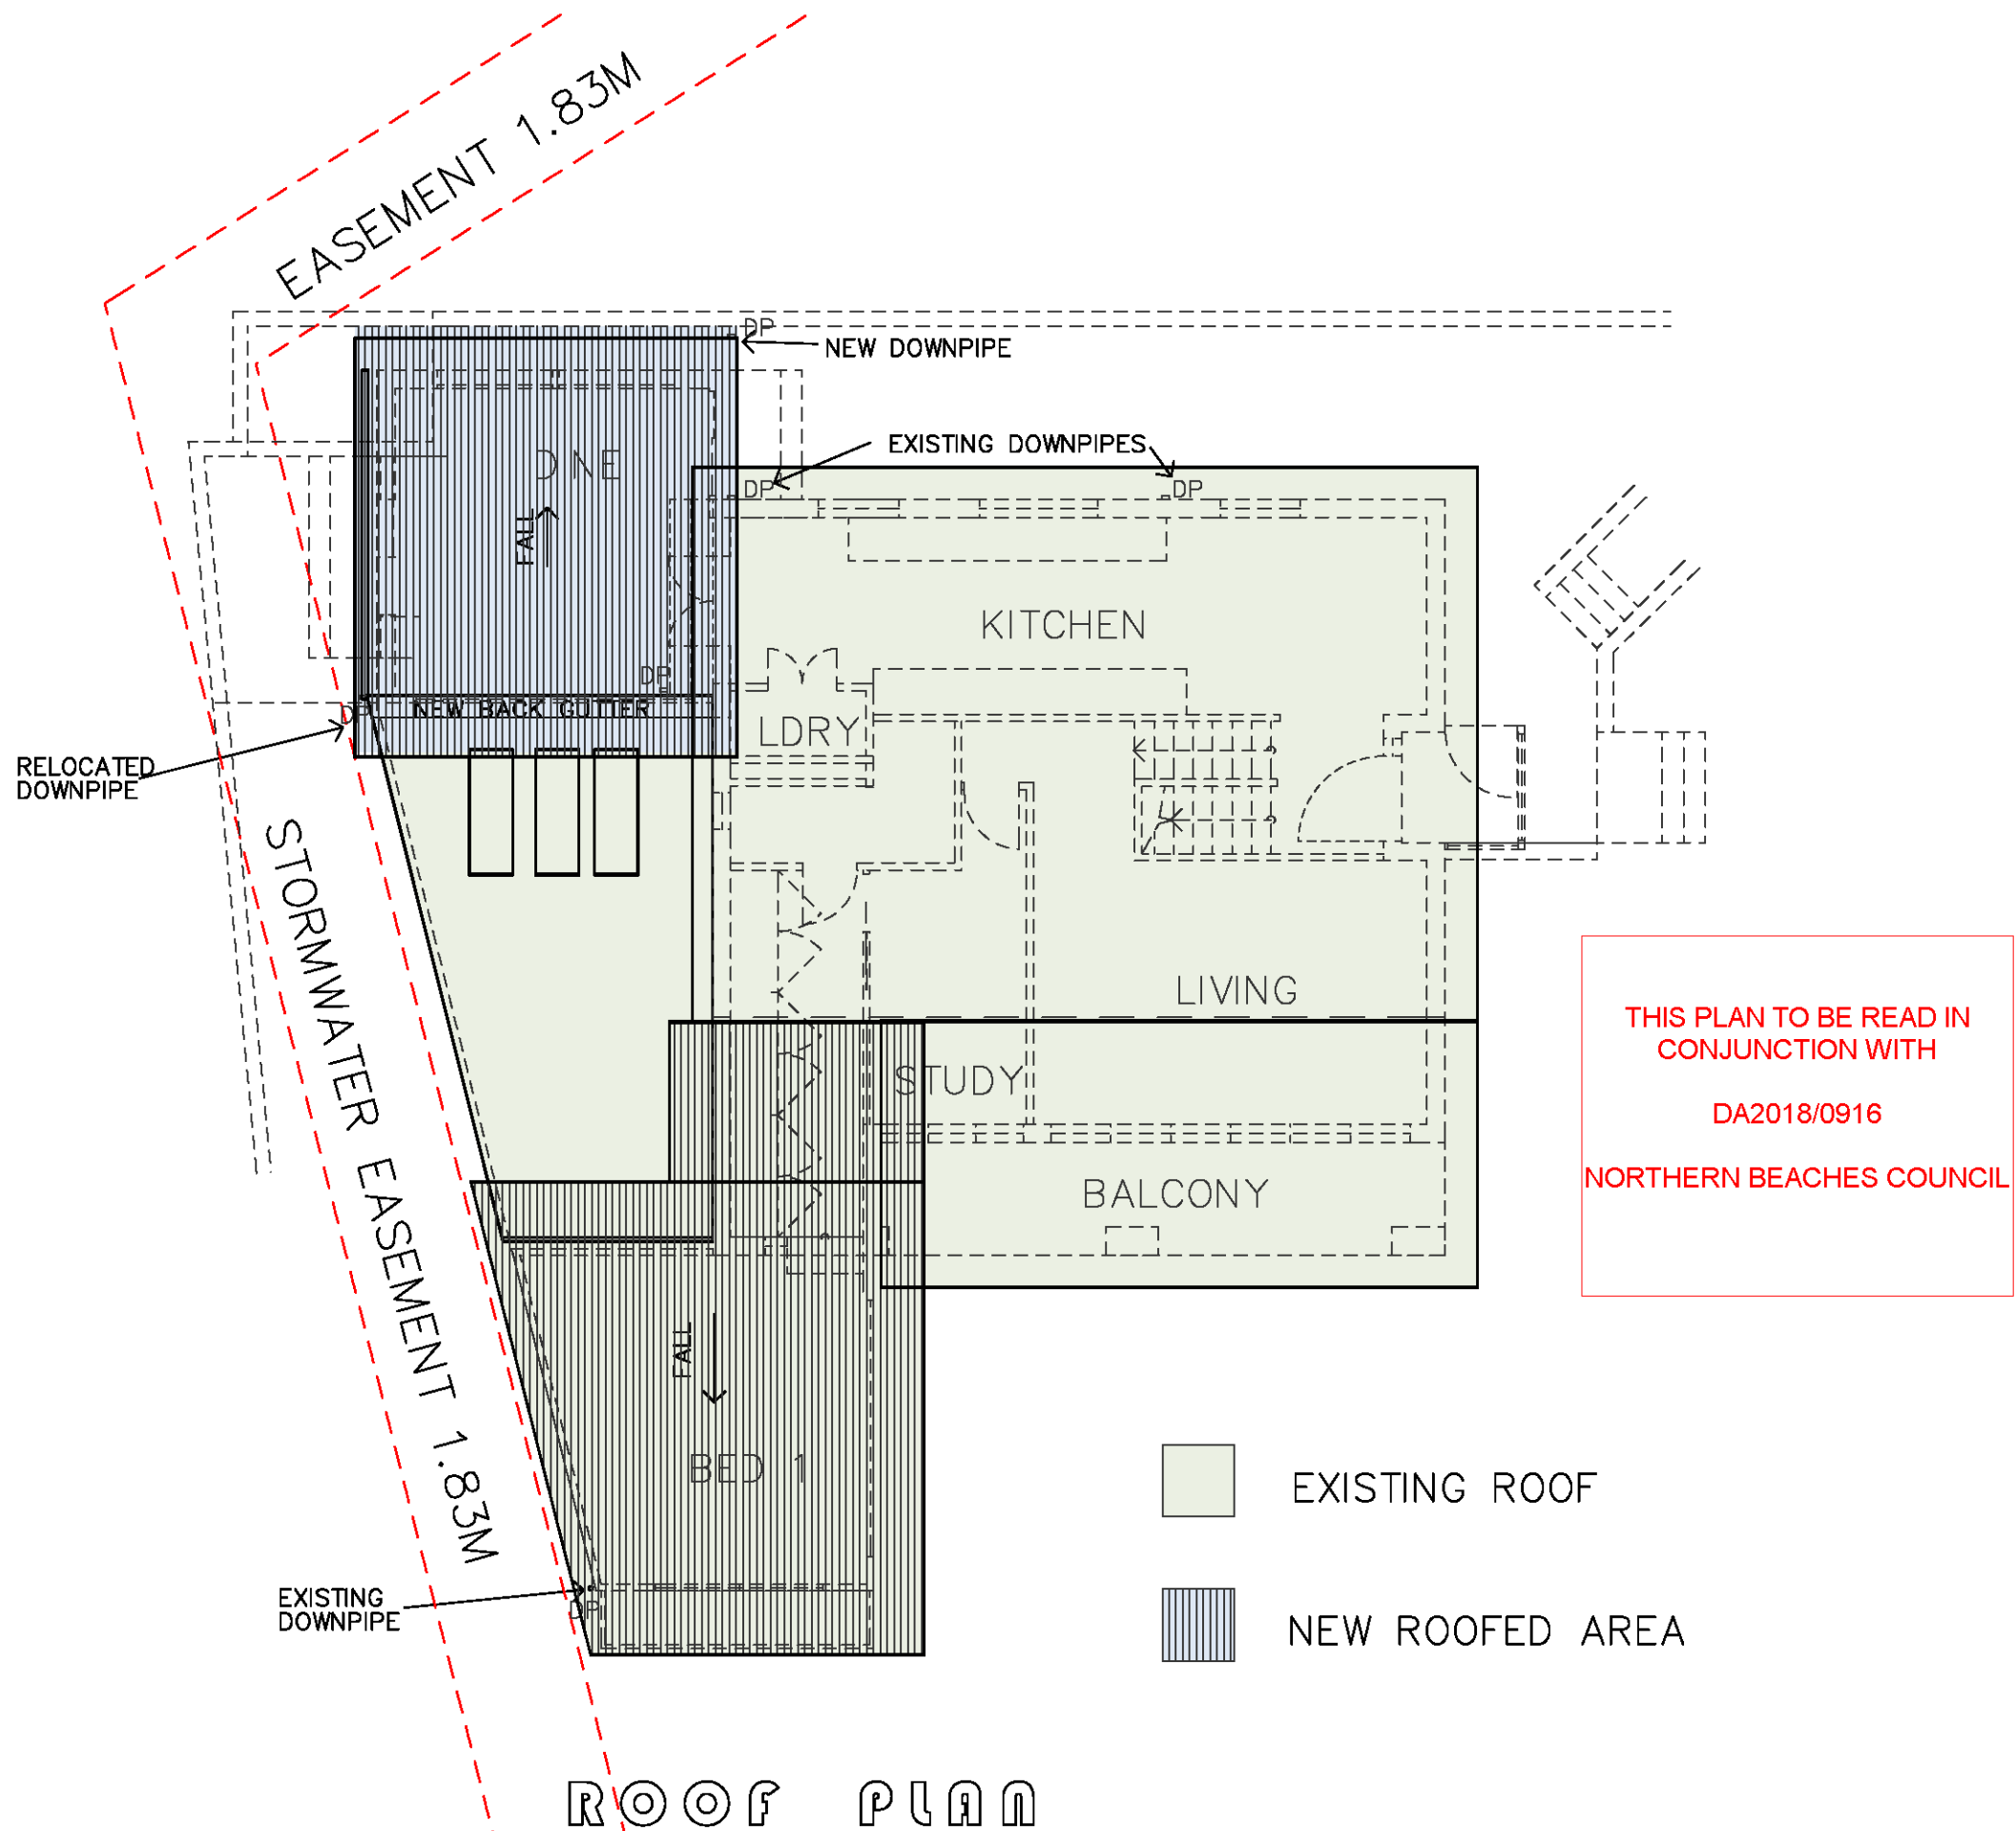 EASEMENT 1.83M
DP
NEW DOWNPIPE
EXISTING DOWNPIPES
DINE
DP
DP
FALL
KITCHEN
DP
NEW BACK GUTTER
DP
LDRY
RELOCATED
DOWNPIPE
STORMWATER EASEMENT 1.83M
LIVING
THIS PLAN TO BE READ IN
CONJUNCTION WITH
DA2018/0916
NORTHERN BEACHES COUNCIL
STUDY
BALCONY
FALL
BED 1
EXISTING ROOF
EXISTING
DOWNPIPE
DP
NEW ROOFED AREA
ROOF PLAN